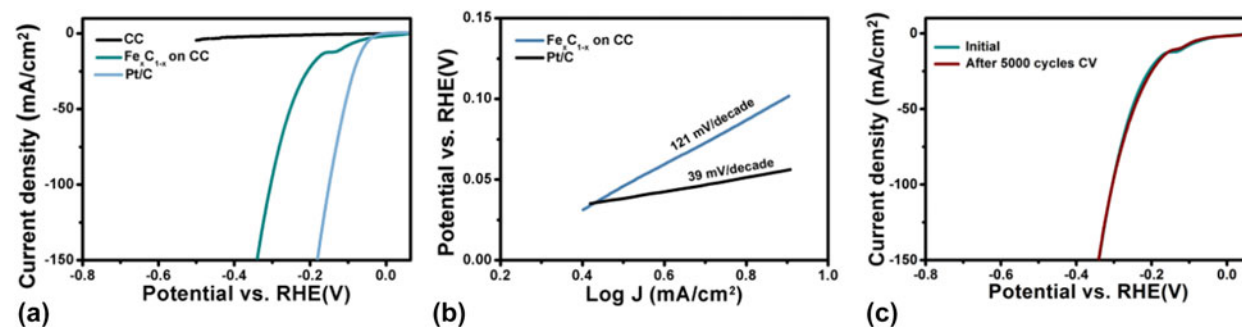 CC
FeₓC₁₋ₓ on CC
Pt/C
0
-50
-100
-150
-0.8
-0.6
-0.4
-0.2
0.0
Current density (mA/cm²)
Potential vs. RHE(V)
(a)
FeₓC₁₋ₓ on CC
Pt/C
121 mV/decade
39 mV/decade
0.15
0.10
0.05
0.00
0.2
0.4
0.6
0.8
1.0
Potential vs. RHE(V)
Log J (mA/cm²)
(b)
Initial
After 5000 cycles CV
0
-50
-100
-150
-0.8
-0.6
-0.4
-0.2
0.0
Current density (mA/cm²)
Potential vs. RHE(V)
(c)